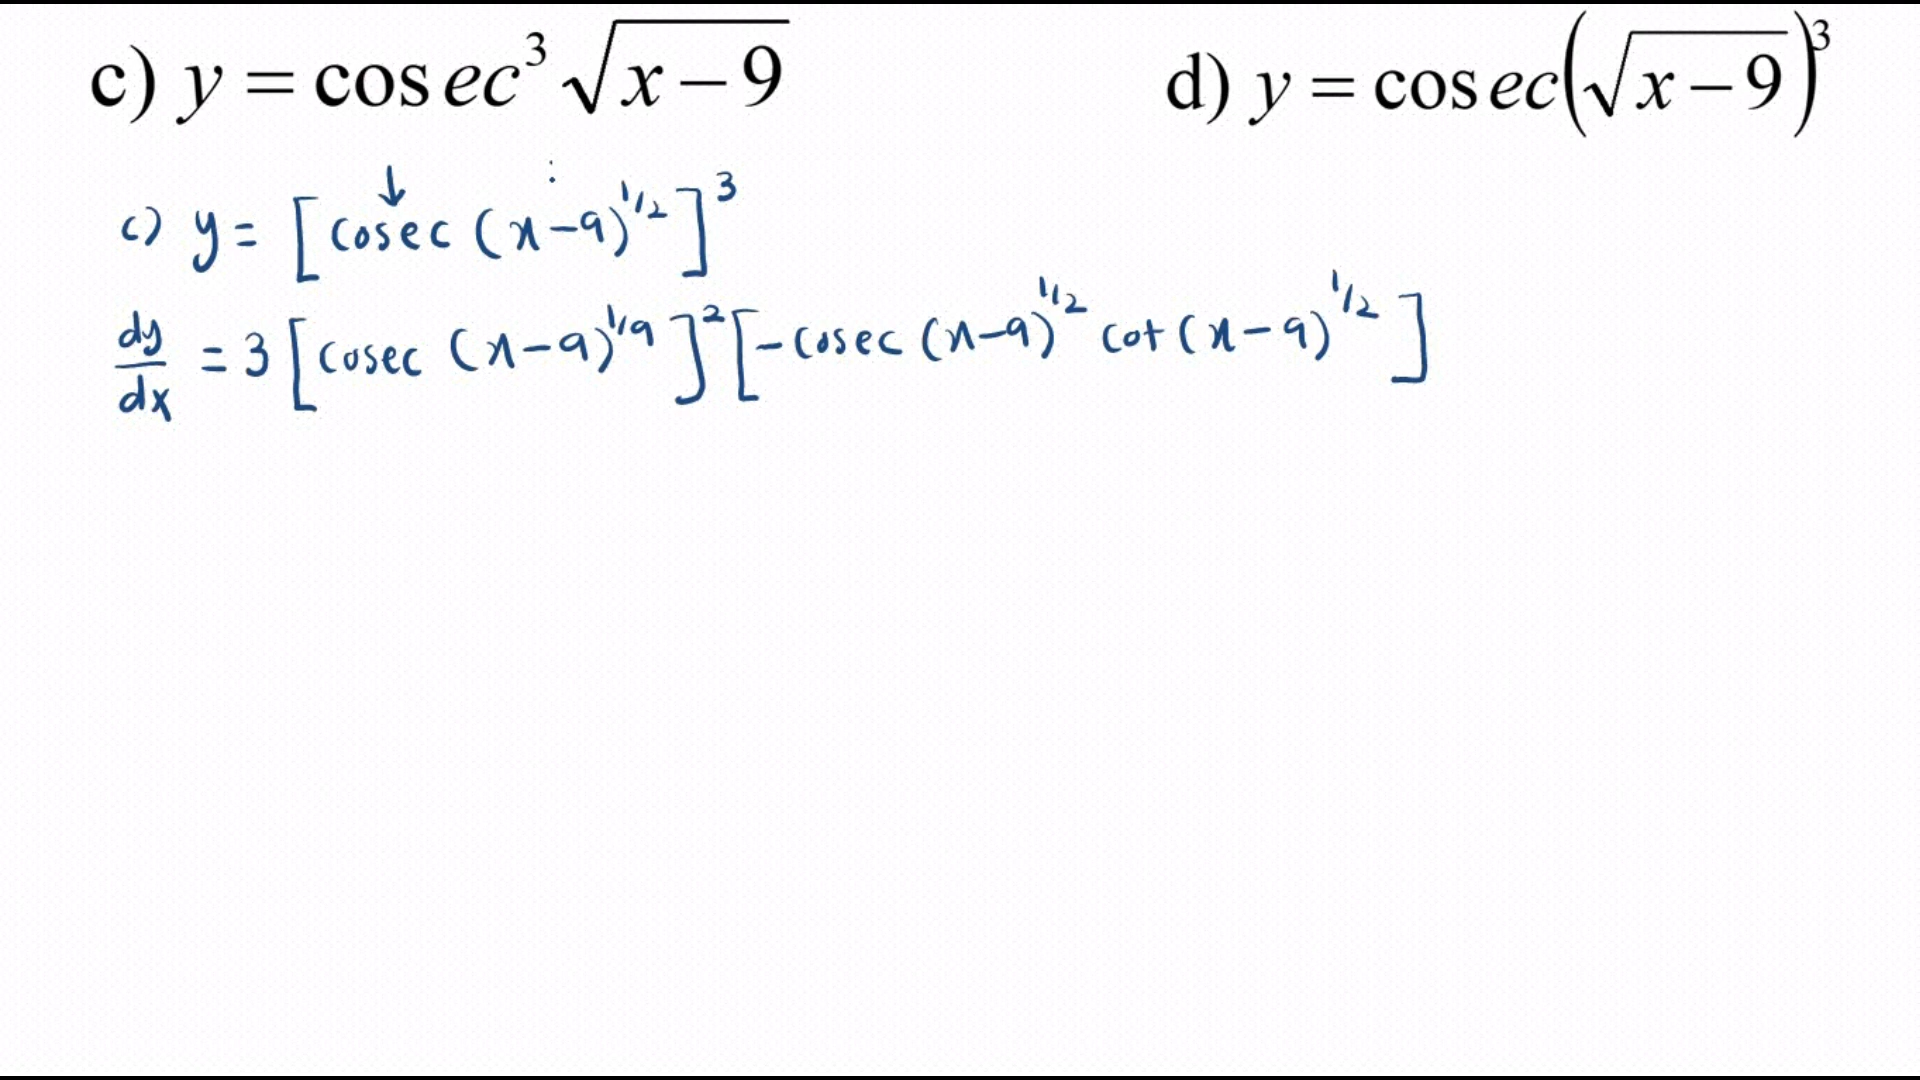 c) y = cosec³ √(x − 9)
d) y = cosec(√(x − 9))³
c) y = [cosec (x−9)^1/2]^3
dy/dx = 3[cosec (x−9)^1/9]^2 [−cosec (x−9)^1/2 cot (x−9)^1/2]